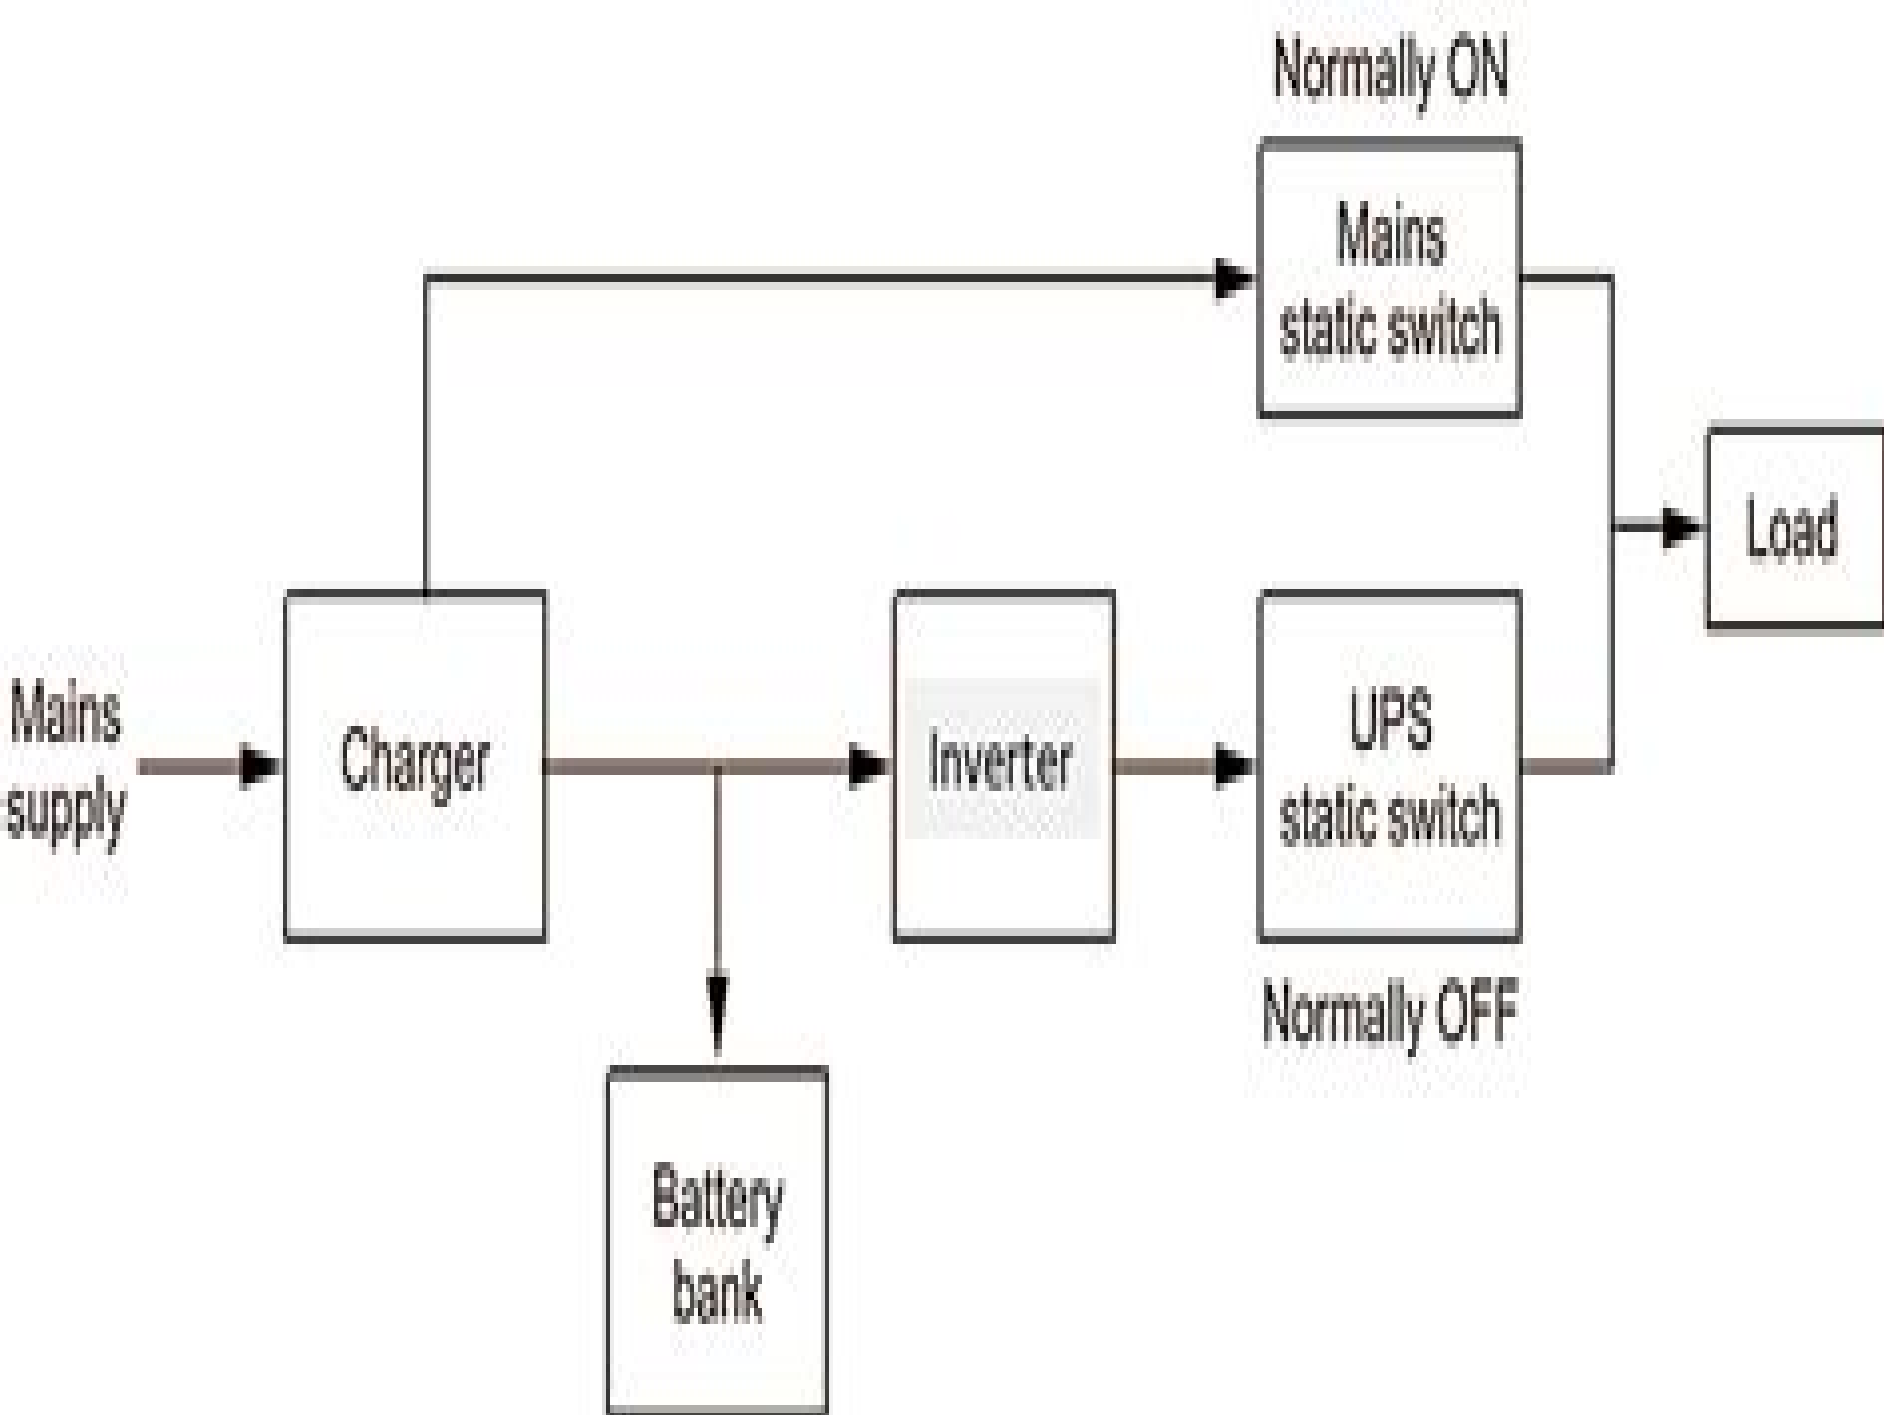 Normally ON
Mains
static switch
Load
Mains
supply
Charger
Inverter
UPS
static switch
Normally OFF
Battery
bank